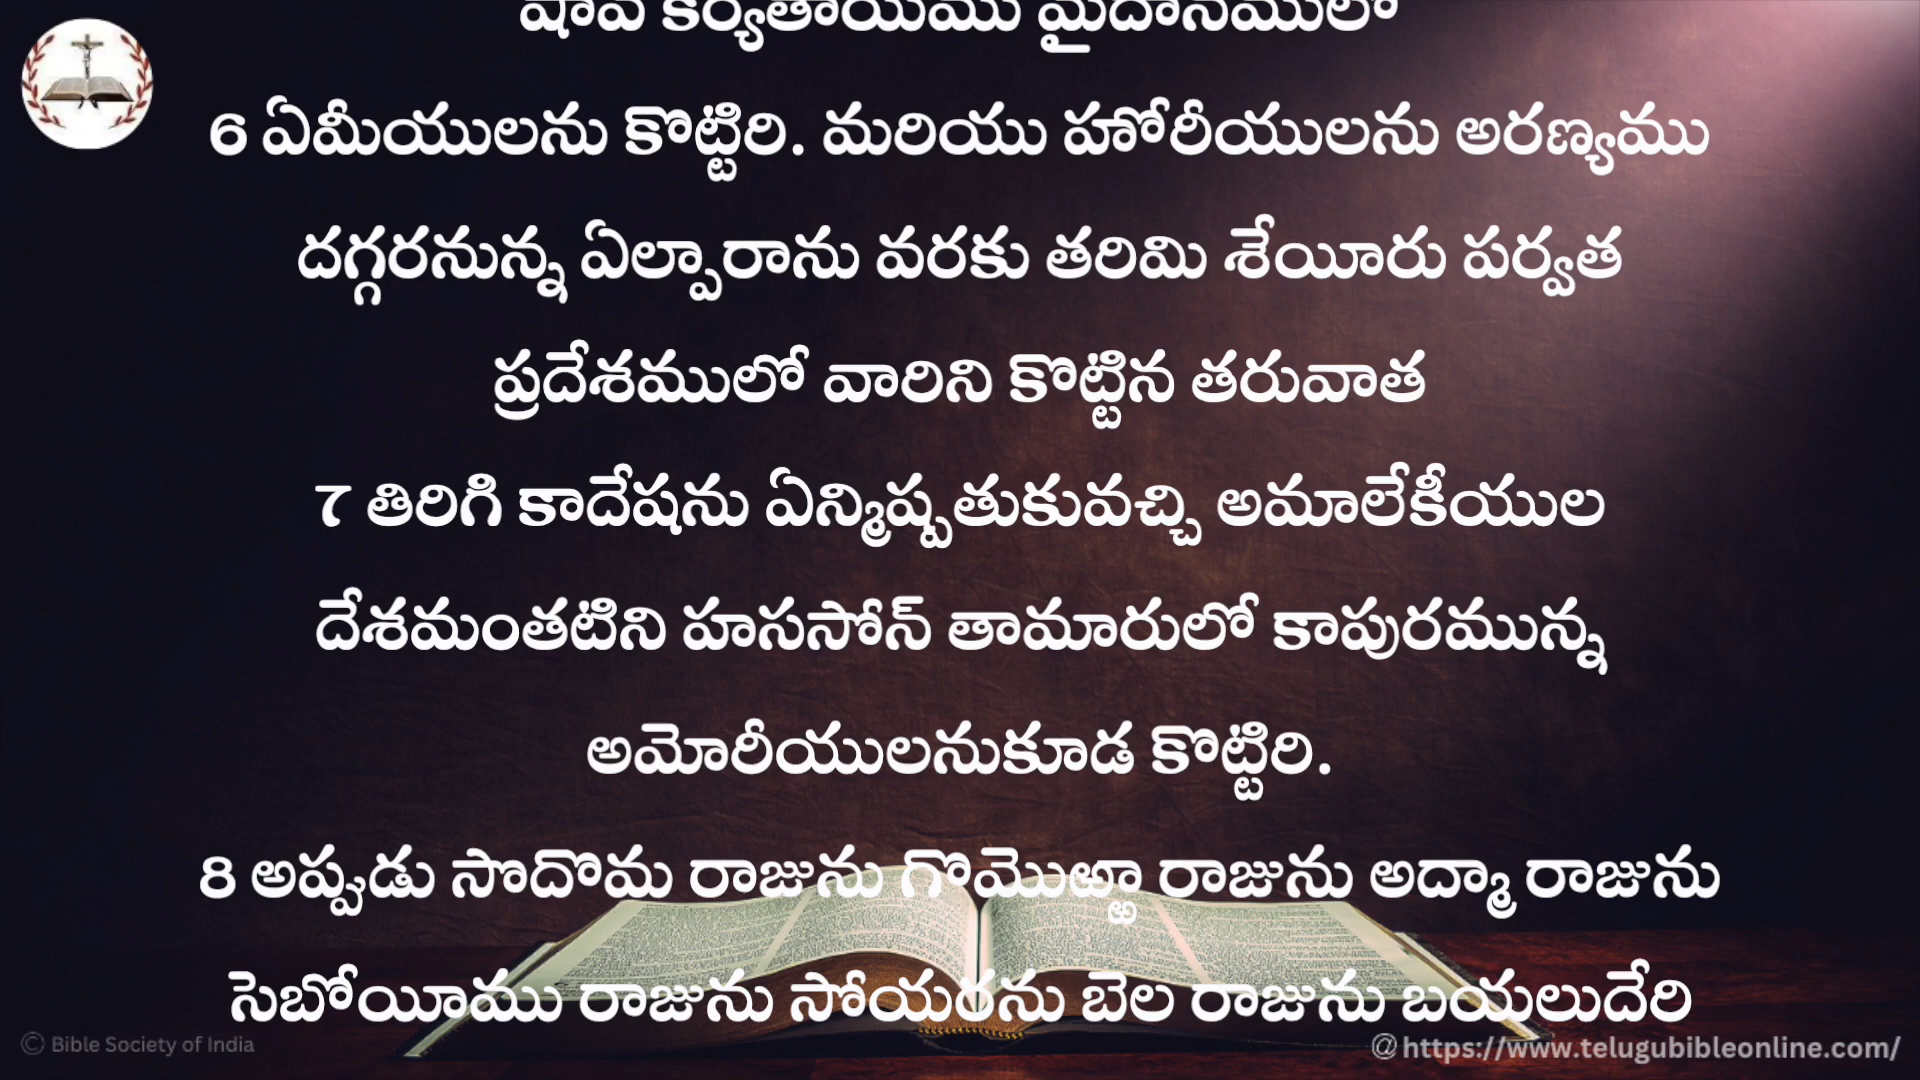 షావే కిర్యతాయిము మైదానములో
6 ఏమీయులను కొట్టిరి. మరియు హోరీయులను అరణ్యము
దగ్గరనున్న ఏల్పారాను వరకు తరిమి శేయీరు పర్వత
ప్రదేశములో వారిని కొట్టిన తరువాత
7 తిరిగి కాదేషను ఏన్మిష్పతుకువచ్చి అమాలేకీయుల
దేశమంతటిని హససోన్ తామారులో కాపురమున్న
అమోరీయులనుకూడ కొట్టిరి.
8 అప్పుడు సొదొమ రాజును గొమొఱ్ఱా రాజును అద్మా రాజును
సెబోయీము రాజును సోయరను బెల రాజును బయలుదేరి
© Bible Society of India
@https://www.telugubibleonline.com/